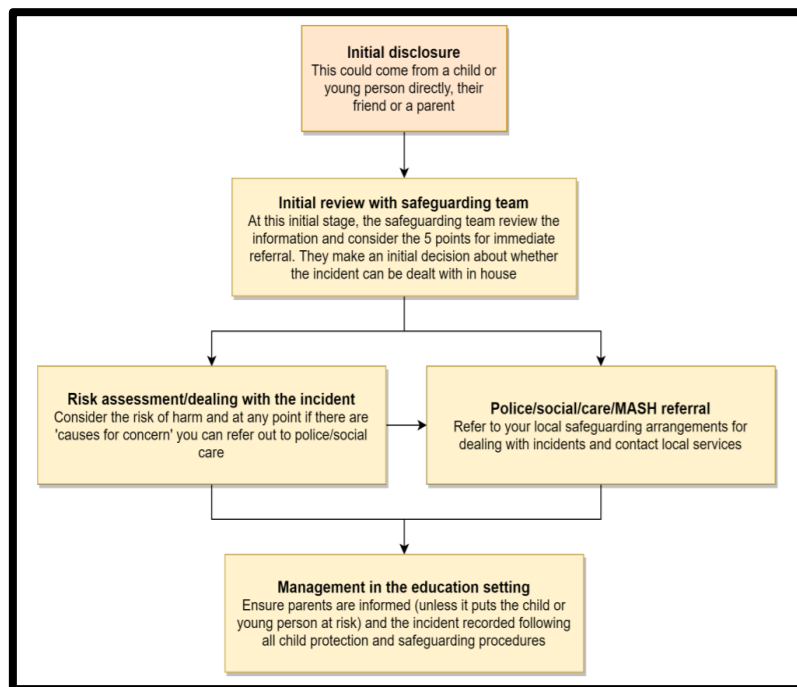 Initial disclosure
This could come from a child or
young person directly, their
friend or a parent
Initial review with safeguarding team
At this initial stage, the safeguarding team review the
information and consider the 5 points for immediate
referral. They make an initial decision about whether
the incident can be dealt with in house
Risk assessment/dealing with the incident
Consider the risk of harm and at any point if there are
'causes for concern' you can refer out to police/social
care
Police/social/care/MASH referral
Refer to your local safeguarding arrangements for
dealing with incidents and contact local services
Management in the education setting
Ensure parents are informed (unless it puts the child or
young person at risk) and the incident recorded following
all child protection and safeguarding procedures